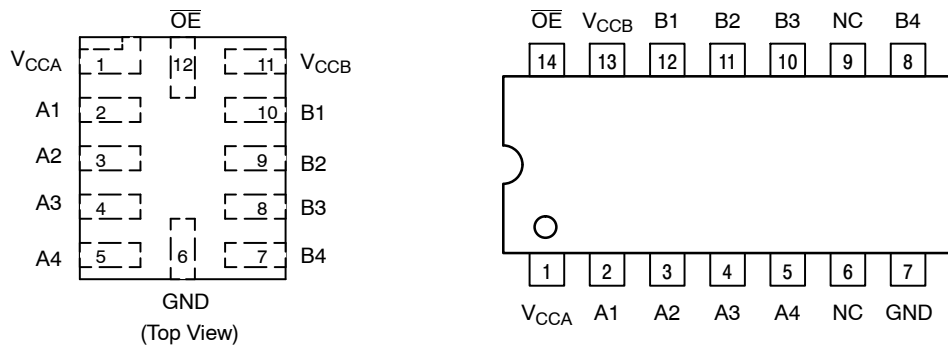 OE
VCCA 1 12 11 VCCB
A1 2 10 B1
A2 3 9 B2
A3 4 8 B3
A4 5 6 7 B4
GND
(Top View)
OE VCCB B1 B2 B3 NC B4
14 13 12 11 10 9 8
1 2 3 4 5 6 7
VCCA A1 A2 A3 A4 NC GND